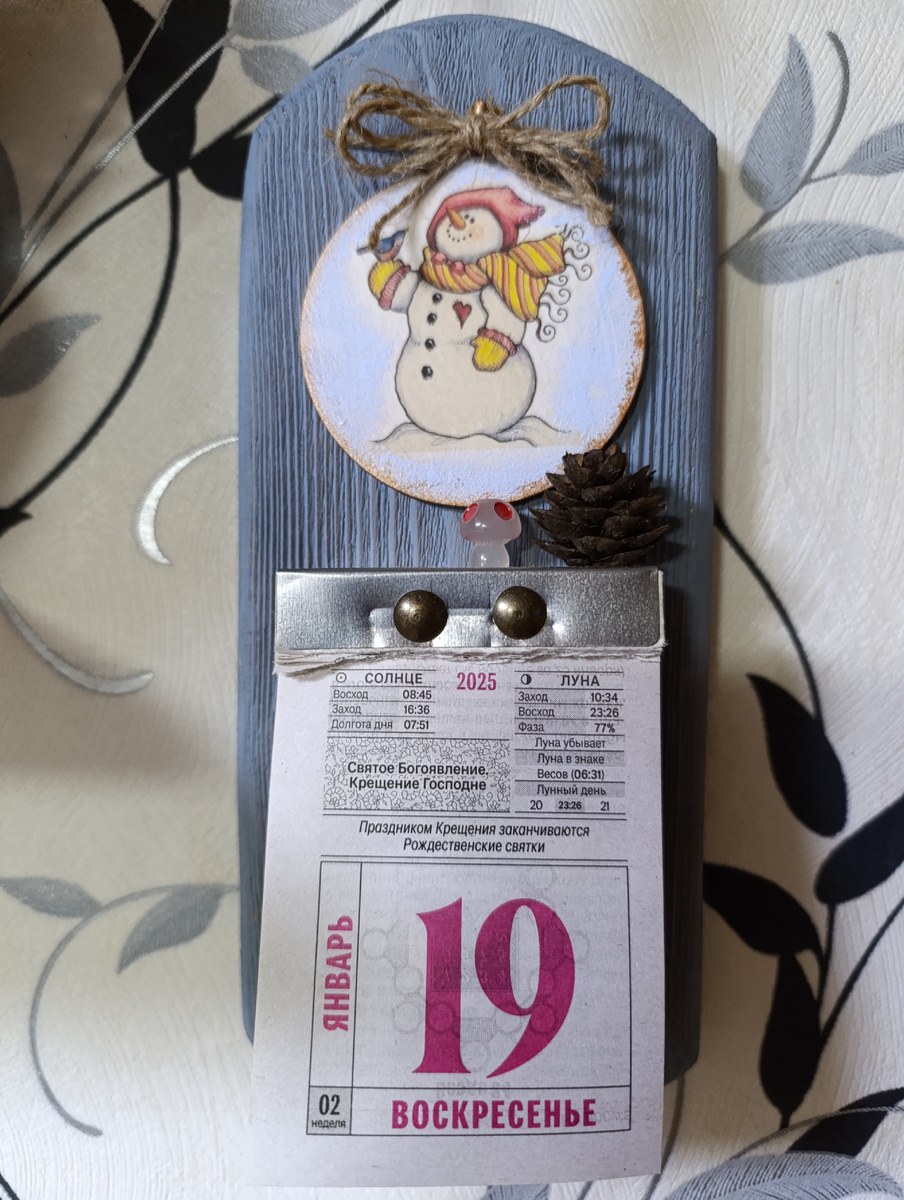 СОЛНЦЕ
Восход 08:45
Заход 16:36
Долгота дня 07:51
2025
ЛУНА
Заход 10:34
Восход 23:26
Фаза 77%
Луна убывает
Луна в знаке
Весов (06:31)
Лунный день
20 23:26 21
Святое Богоявление.
Крещение Господне
Праздником Крещения заканчиваются
Рождественские святки
ЯНВАРЬ
19
02
неделя
ВОСКРЕСЕНЬЕ